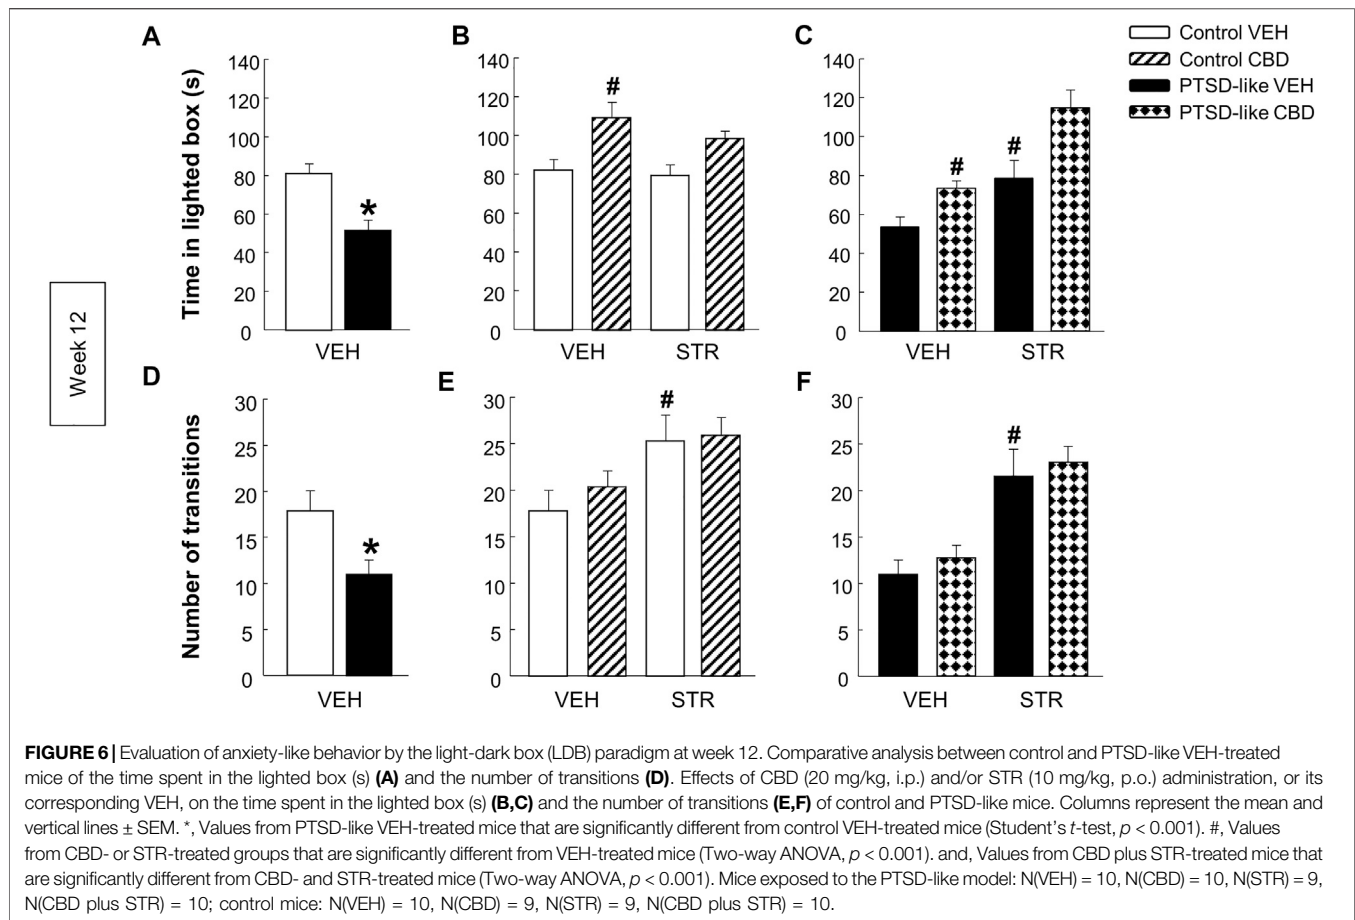 A
B
C
Control VEH
Control CBD
PTSD-like VEH
PTSD-like CBD
Time in lighted box (s)
140
120
100
80
60
40
20
0
*
VEH
140
120
100
80
60
40
20
0
#
VEH STR
140
120
100
80
60
40
20
0
#
#
VEH STR
Week 12
D
E
F
Number of transitions
30
25
20
15
10
5
0
*
VEH
30
25
20
15
10
5
0
#
VEH STR
30
25
20
15
10
5
0
#
VEH STR
FIGURE 6 | Evaluation of anxiety-like behavior by the light-dark box (LDB) paradigm at week 12. Comparative analysis between control and PTSD-like VEH-treated
mice of the time spent in the lighted box (s) (A) and the number of transitions (D). Effects of CBD (20 mg/kg, i.p.) and/or STR (10 mg/kg, p.o.) administration, or its
corresponding VEH, on the time spent in the lighted box (s) (B,C) and the number of transitions (E,F) of control and PTSD-like mice. Columns represent the mean and
vertical lines ± SEM. *, Values from PTSD-like VEH-treated mice that are significantly different from control VEH-treated mice (Student’s t-test, p < 0.001). #, Values
from CBD- or STR-treated groups that are significantly different from VEH-treated mice (Two-way ANOVA, p < 0.001). and, Values from CBD plus STR-treated mice that
are significantly different from CBD- and STR-treated mice (Two-way ANOVA, p < 0.001). Mice exposed to the PTSD-like model: N(VEH) = 10, N(CBD) = 10, N(STR) = 9,
N(CBD plus STR) = 10; control mice: N(VEH) = 10, N(CBD) = 9, N(STR) = 9, N(CBD plus STR) = 10.